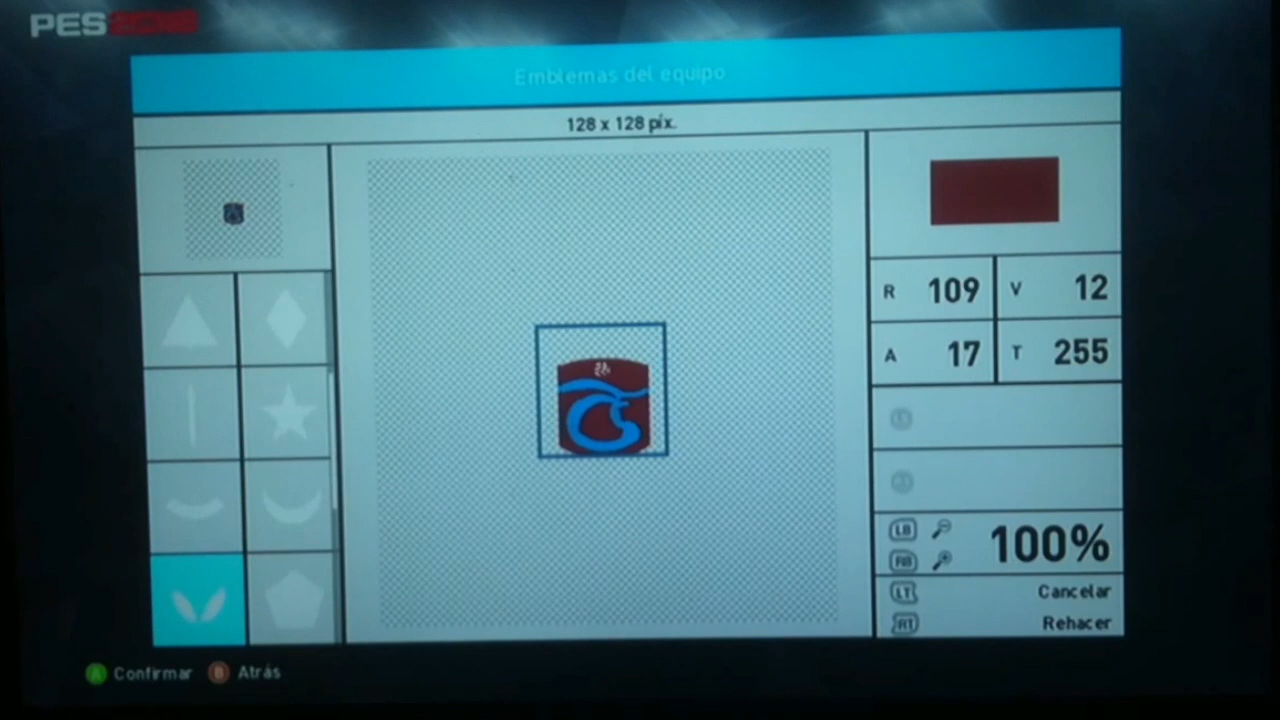 PES
Emblemas del equipo
128 x 128 píx.
R 109 V 12
A 17 T 255
LB 100%
RB
LT Cancelar
RT Rehacer
A Confirmar B Atrás